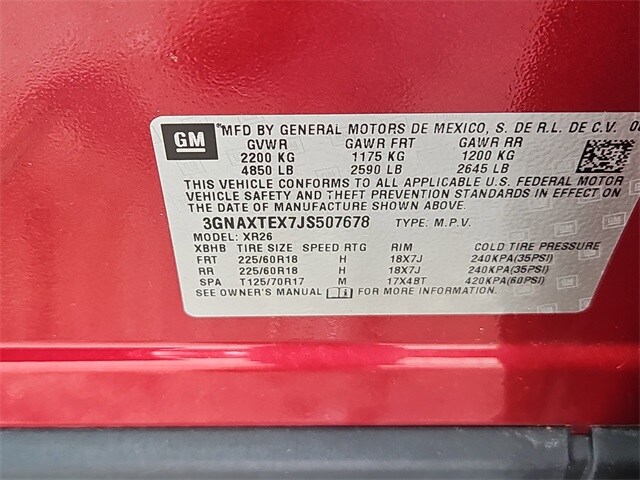 GM
*MFD BY GENERAL MOTORS DE MEXICO, S. DE R.L. DE C.V.
GVWR GAWR FRT GAWR RR
2200 KG 1175 KG 1200 KG
4850 LB 2590 LB 2645 LB
THIS VEHICLE CONFORMS TO ALL APPLICABLE U.S. FEDERAL MOTOR
VEHICLE SAFETY AND THEFT PREVENTION STANDARDS IN EFFECT ON
THE DATE OF MANUFACTURE SHOWN ABOVE.
3GNAXTEX7JS507678 TYPE: M.P.V.
MODEL: XR26
XBHB TIRE SIZE SPEED RTG RIM COLD TIRE PRESSURE
FRT 225/60R18 H 18X7J 240KPA(35PSI)
RR 225/60R18 H 18X7J 240KPA(35PSI)
SPA T125/70R17 M 17X4BT 420KPA(60PSI)
SEE OWNER'S MANUAL FOR MORE INFORMATION.